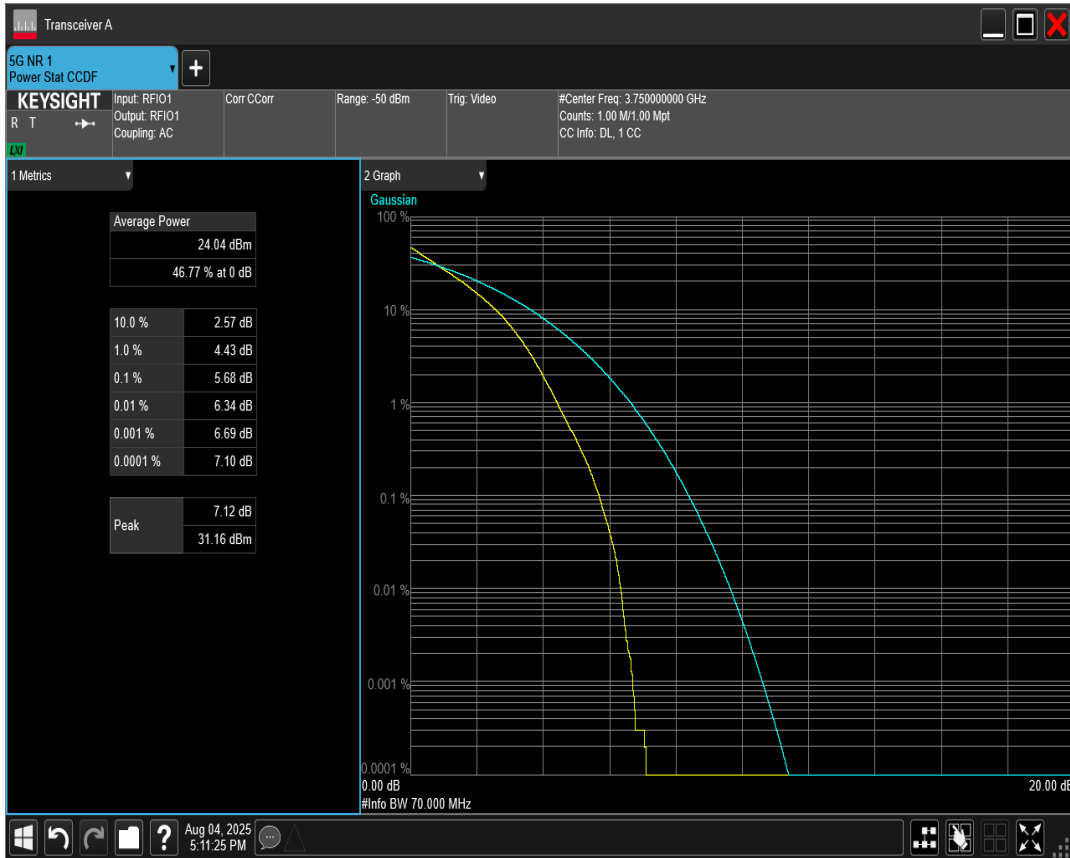 Transceiver A
5G NR 1
Power Stat CCDF
+
KEYSIGHT
R T
LXI
Input: RFIO1
Output: RFIO1
Coupling: AC
Corr CCorr
Range: -50 dBm
Trig: Video
#Center Freq: 3.750000000 GHz
Counts: 1.00 M/1.00 Mpt
CC Info: DL, 1 CC
1 Metrics
Average Power
24.04 dBm
46.77 % at 0 dB
10.0 % 2.57 dB
1.0 % 4.43 dB
0.1 % 5.68 dB
0.01 % 6.34 dB
0.001 % 6.69 dB
0.0001 % 7.10 dB
Peak
7.12 dB
31.16 dBm
2 Graph
Gaussian
100 %
10 %
1 %
0.1 %
0.01 %
0.001 %
0.0001 %
0.00 dB 20.00 dB
#Info BW 70.000 MHz
?
Aug 04, 2025
5:11:25 PM